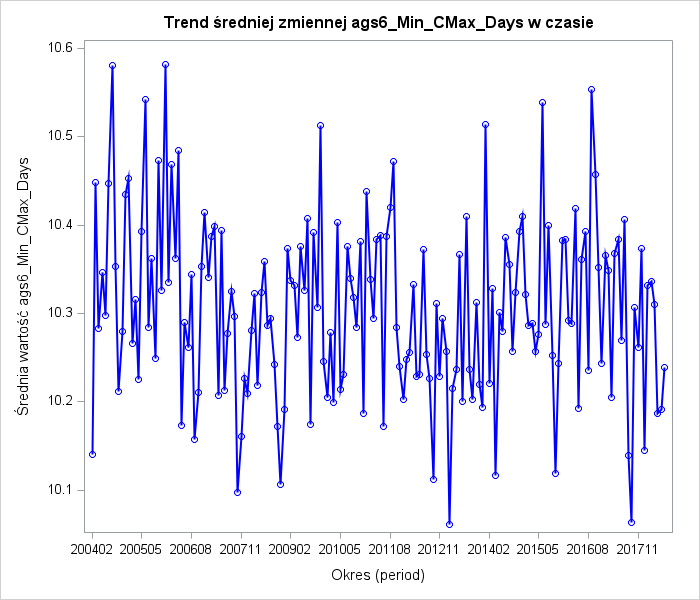 Trend średniej zmiennej ags6_Min_CMax_Days w czasie
Średnia wartość ags6_Min_CMax_Days
10.6
10.5
10.4
10.3
10.2
10.1
200402 200505 200608 200711 200902 201005 201108 201211 201402 201505 201608 201711
Okres (period)